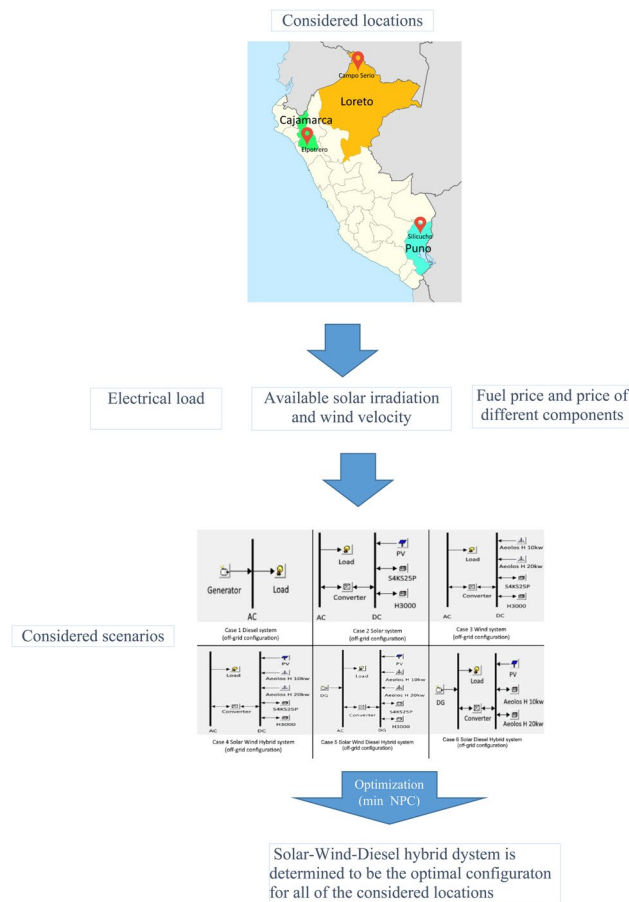 Considered locations
Campo Serio
Loreto
Cajamarca
Elpotrero
Silicucho
Puno
Electrical load
Available solar irradiation
and wind velocity
Fuel price and price of
different components
Considered scenarios
Generator
Load
AC
Case 1 Diesel system
(off-grid configuration)
Load
PV
S4KS25P
Converter
H3000
AC
DC
Case 2 Solar system
(off-grid configuration)
Load
Aeolos H 10kw
Aeolos H 20kw
S4KS25P
Converter
H3000
AC
DC
Case 3 Wind system
(off-grid configuration)
Load
PV
Aeolos H 10kw
Aeolos H 20kw
Converter
S4KS25P
H3000
AC
DC
Case 4 Solar Wind Hybrid system
(off-grid configuration)
Load
PV
Aeolos H 10kw
DG
Aeolos H 20kw
Converter
S4KS25P
H3000
AC
DG
Case 5 Solar Wind Diesel Hybrid system
(off-grid configuration)
Load
PV
DG
Aeolos H 10kw
Converter
Aeolos H 20kw
Case 6 Solar Diesel Hybrid system
(off-grid configuration)
Optimization
(min NPC)
Solar-Wind-Diesel hybrid dystem is
determined to be the optimal configuraton
for all of the considered locations